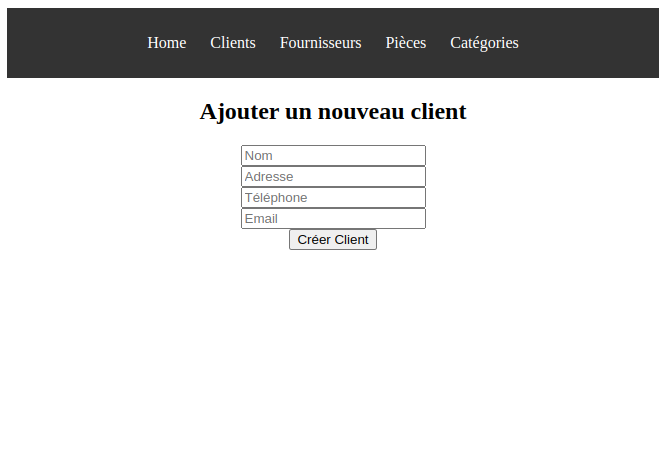 Home Clients Fournisseurs Pièces Catégories
Ajouter un nouveau client
Nom
Adresse
Téléphone
Email
Créer Client